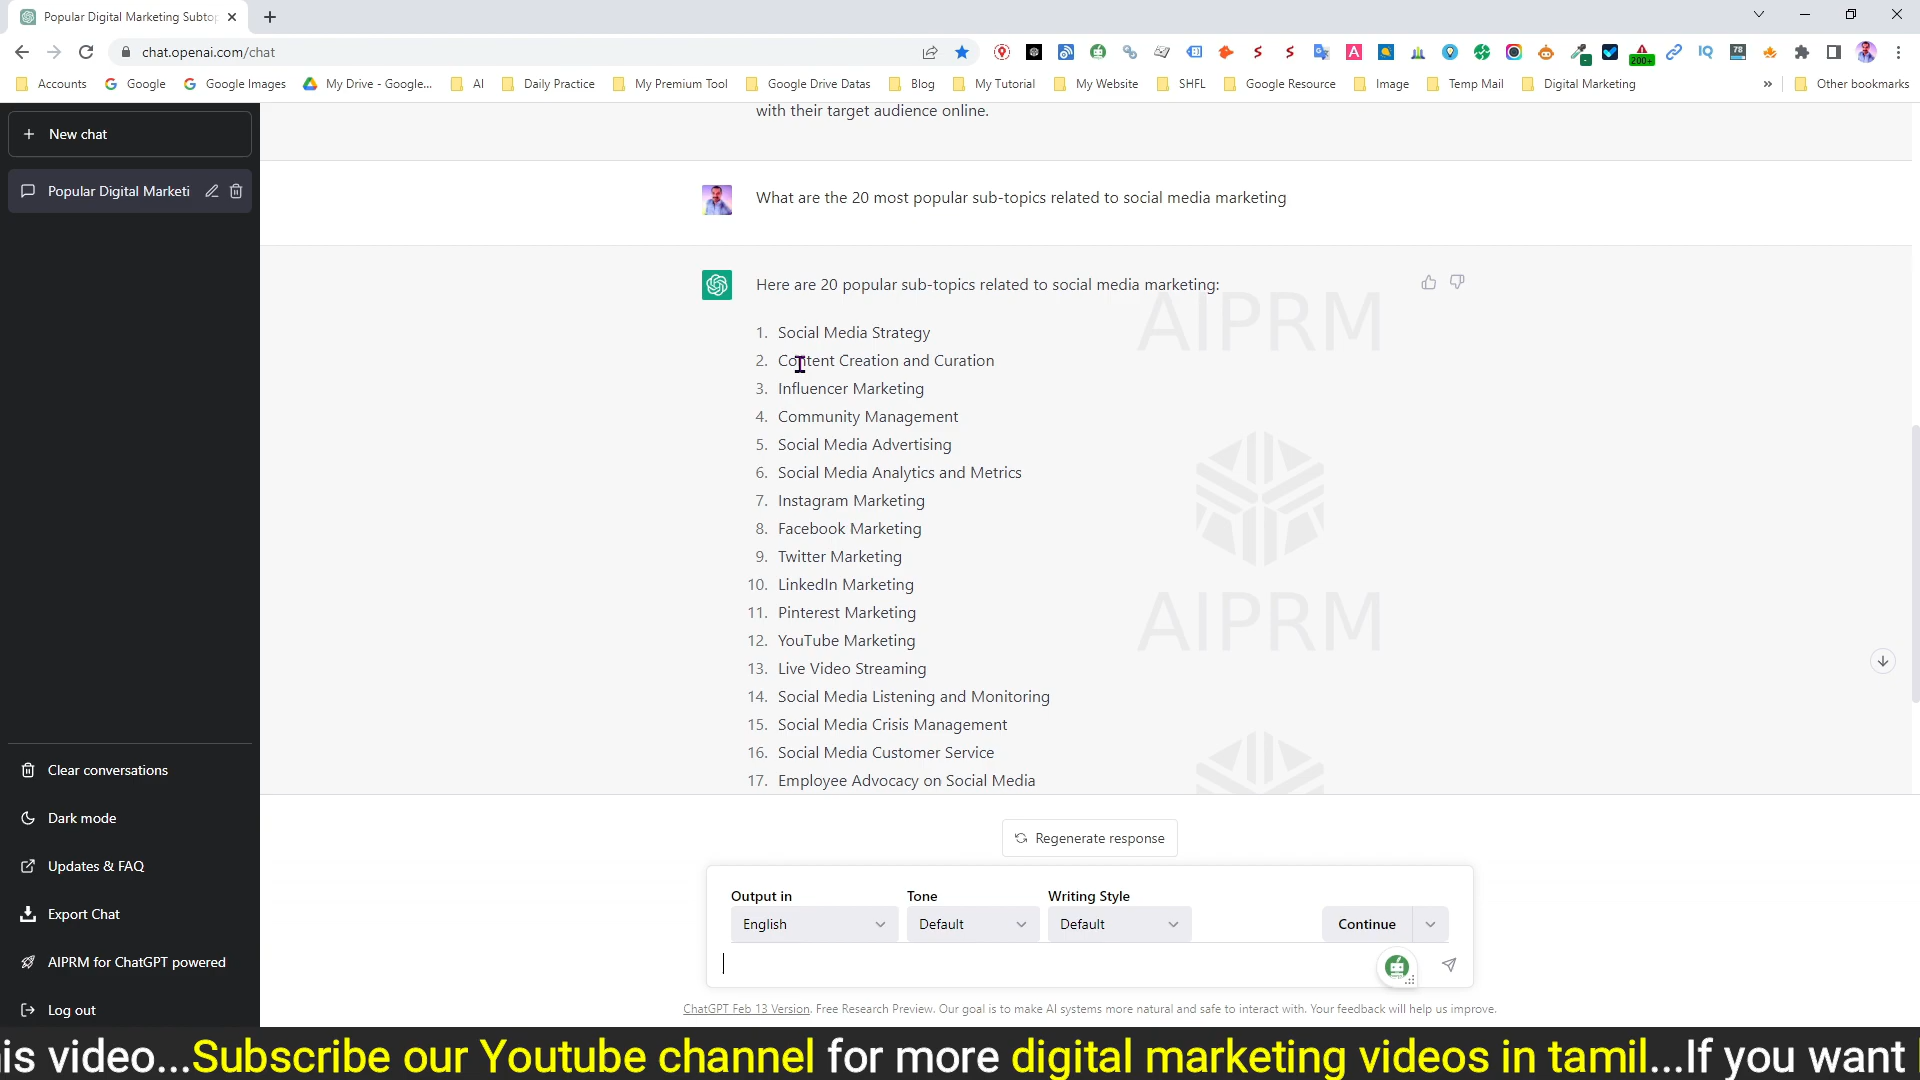 Popular Digital Marketing Subtop
chat.openai.com/chat
200+
78
Accounts
Google
Google Images
My Drive - Google...
AI
Daily Practice
My Premium Tool
Google Drive Datas
Blog
My Tutorial
My Website
SHFL
Google Resource
Image
Temp Mail
Digital Marketing
»
Other bookmarks
New chat
Popular Digital Marketi
with their target audience online.
What are the 20 most popular sub-topics related to social media marketing
Here are 20 popular sub-topics related to social media marketing:
AIPRM
1. Social Media Strategy
2. Content Creation and Curation
3. Influencer Marketing
4. Community Management
5. Social Media Advertising
6. Social Media Analytics and Metrics
7. Instagram Marketing
8. Facebook Marketing
9. Twitter Marketing
10. LinkedIn Marketing
11. Pinterest Marketing
AIPRM
12. YouTube Marketing
13. Live Video Streaming
14. Social Media Listening and Monitoring
15. Social Media Crisis Management
16. Social Media Customer Service
17. Employee Advocacy on Social Media
Clear conversations
Dark mode
Updates & FAQ
Export Chat
AIPRM for ChatGPT powered
Log out
Regenerate response
Output in
Tone
Writing Style
English
Default
Default
Continue
ChatGPT Feb 13 Version. Free Research Preview. Our goal is to make AI systems more natural and safe to interact with. Your feedback will help us improve.
is video...Subscribe our Youtube channel for more digital marketing videos in tamil...If you want